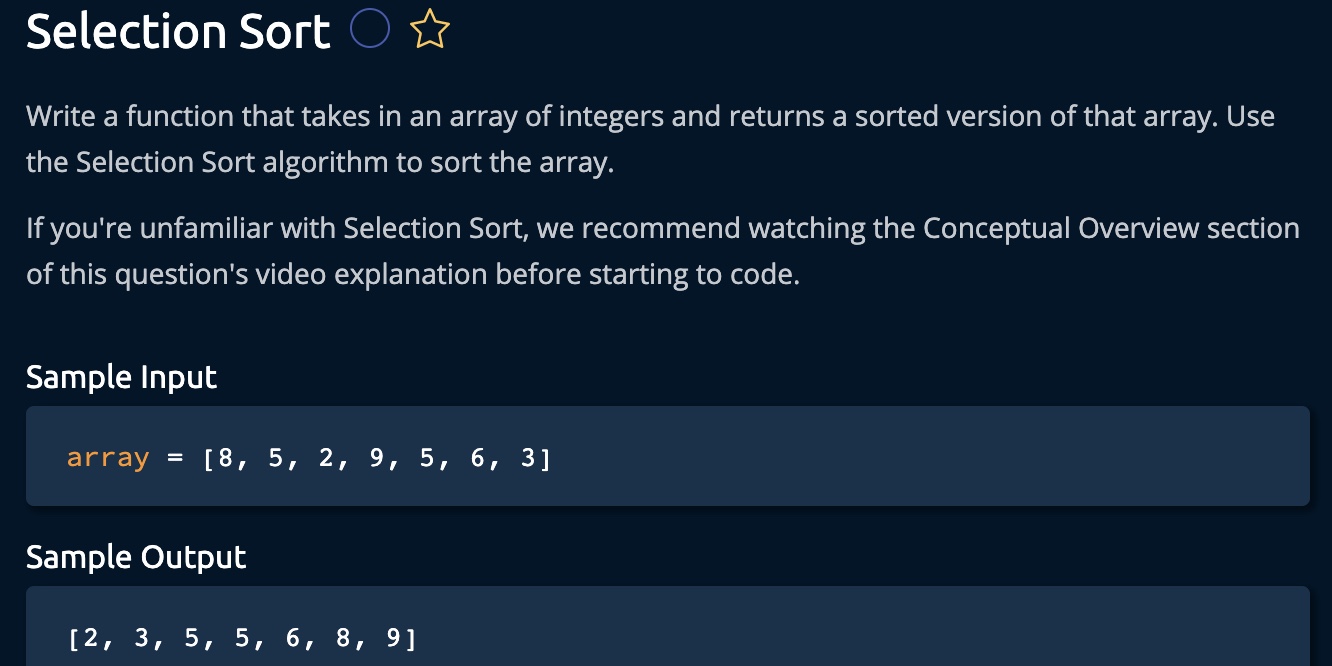 Selection Sort
Write a function that takes in an array of integers and returns a sorted version of that array. Use
the Selection Sort algorithm to sort the array.
If you're unfamiliar with Selection Sort, we recommend watching the Conceptual Overview section
of this question's video explanation before starting to code.
Sample Input
array = [8, 5, 2, 9, 5, 6, 3]
Sample Output
[2, 3, 5, 5, 6, 8, 9]